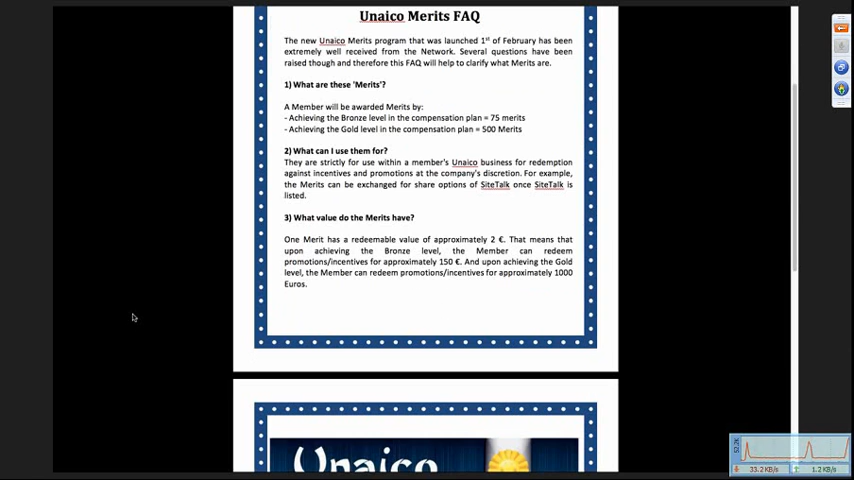 Unaico Merits FAQ
The new Unaico Merits program that was launched 1st of February has been
extremely well received from the Network. Several questions have been
raised though and therefore this FAQ will help to clarify what Merits are.
1) What are these 'Merits'?
A Member will be awarded Merits by:
- Achieving the Bronze level in the compensation plan = 75 merits
- Achieving the Gold level in the compensation plan = 500 Merits
2) What can I use them for?
They are strictly for use within a member's Unaico business for redemption
against incentives and promotions at the company's discretion. For example,
the Merits can be exchanged for share options of SiteTalk once SiteTalk is
listed.
3) What value do the Merits have?
One Merit has a redeemable value of approximately 2 €. That means that
upon achieving the Bronze level, the Member can redeem
promotions/incentives for approximately 150 €. And upon achieving the Gold
level, the Member can redeem promotions/incentives for approximately 1000
Euros.
Unaico
52.2K
33.2 KB/s
1.2 KB/s